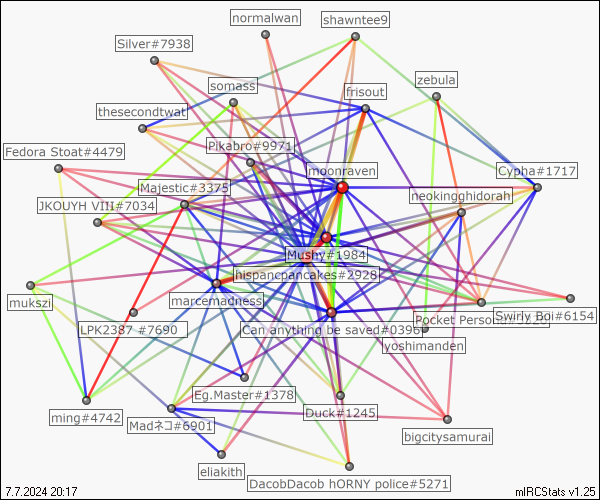 normalwan
shawntee9
Silver#7938
zebula
somass
frisout
thesecondtwat
Fedora Stoat#4479
Pikabro#9971
moonraven
Cypha#1717
Majestic#3375
neokingghidorah
JKOUYH VIII#7034
Mushy#1984
hispancpancakes#2928
mukszi
marcemadness
Swirly Boi#6154
LPK2387 #7690
Can anything be saved#0396
Pocket
yoshimanden
Eg.Master#1378
ming#4742
Duck#1245
Madネコ#6901
bigcitysamurai
eliakith
DacobDacob hORNY police#5271
7.7.2024 20:17
mIRCStats v1.25